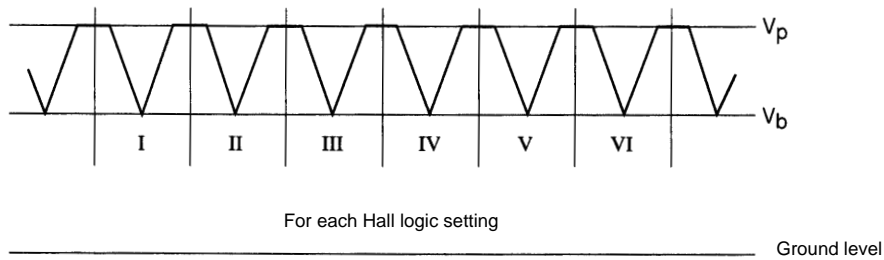 Vp
Vb
I II III IV V VI
For each Hall logic setting
Ground level